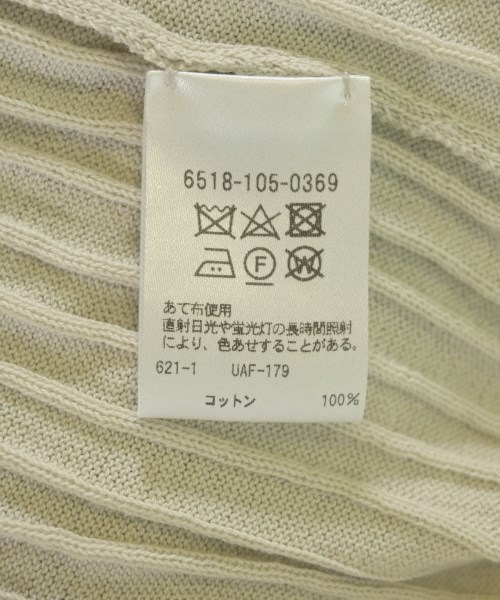 6518-105-0369
F W
あて布使用
直射日光や蛍光灯の長時間照射
により、色あせすることがある。
621-1 UAF-179
コットン 100%